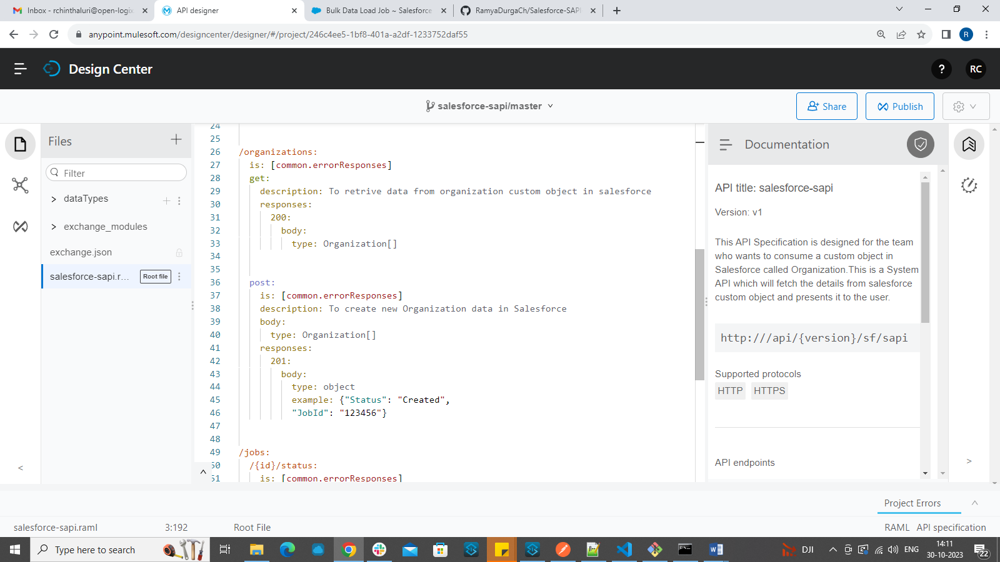 Inbox - rchinthaluri@open-logix
API designer
Bulk Data Load Job ~ Salesforce
RamyaDurgaCh/Salesforce-SAPI
anypoint.mulesoft.com/designcenter/designer/#/project/246c4ee5-1bf8-401a-a2df-1233752daf55
R
Design Center
?
RC
salesforce-sapi/master
Share
Publish
Files
Filter
dataTypes
exchange_modules
exchange.json
salesforce-sapi.r... Root file
24
25
26 /organizations:
27 is: [common.errorResponses]
28 get:
29 description: To retrive data from organization custom object in salesforce
30 responses:
31 200:
32 body:
33 type: Organization[]
34
35
36 post:
37 is: [common.errorResponses]
38 description: To create new Organization data in Salesforce
39 body:
40 type: Organization[]
41 responses:
42 201:
43 body:
44 type: object
45 example: {"Status": "Created",
46 "JobId": "123456"}
47
48
49 /jobs:
50 /{id}/status:
51 is: [common.errorResponses]
Documentation
API title: salesforce-sapi
Version: v1
This API Specification is designed for the team
who wants to consume a custom object in
Salesforce called Organization.This is a System
API which will fetch the details from salesforce
custom object and presents it to the user.
http:///api/{version}/sf/sapi
Supported protocols
HTTP HTTPS
API endpoints
Project Errors
salesforce-sapi.raml 3:192 Root File RAML API specification
Type here to search
DJI
ENG
14:11
30-10-2023
22